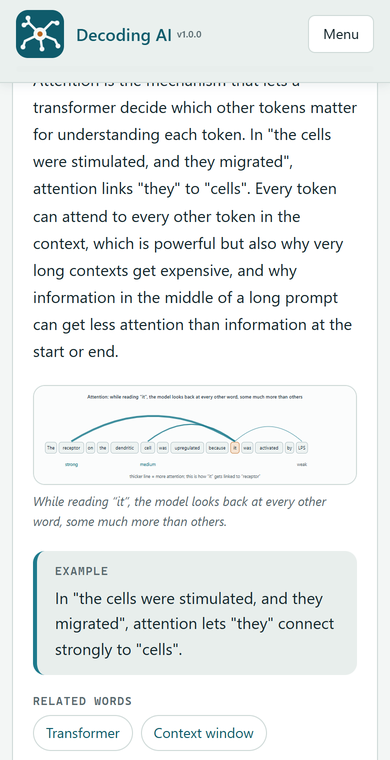 Decoding AI v1.0.0
Menu
Attention is the mechanism that lets a
transformer decide which other tokens matter
for understanding each token. In "the cells
were stimulated, and they migrated",
attention links "they" to "cells". Every token
can attend to every other token in the
context, which is powerful but also why very
long contexts get expensive, and why
information in the middle of a long prompt
can get less attention than information at the
start or end.
Attention: while reading "it", the model looks back at every other word, some much more than others
The receptor on the dendritic cell was upregulated because it was activated by LPS
strong medium weak
thicker line = more attention; this is how "it" gets linked to "receptor"
While reading "it", the model looks back at every other
word, some much more than others.
EXAMPLE
In "the cells were stimulated, and they
migrated", attention lets "they" connect
strongly to "cells".
RELATED WORDS
Transformer
Context window